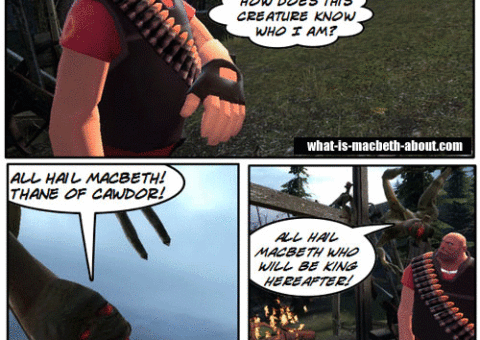 HOW DOES THIS
CREATURE KNOW
WHO I AM?
what-is-macbeth-about.com
ALL HAIL MACBETH!
THANE OF CAWDOR!
ALL HAIL
MACBETH WHO
WILL BE KING
HEREAFTER!